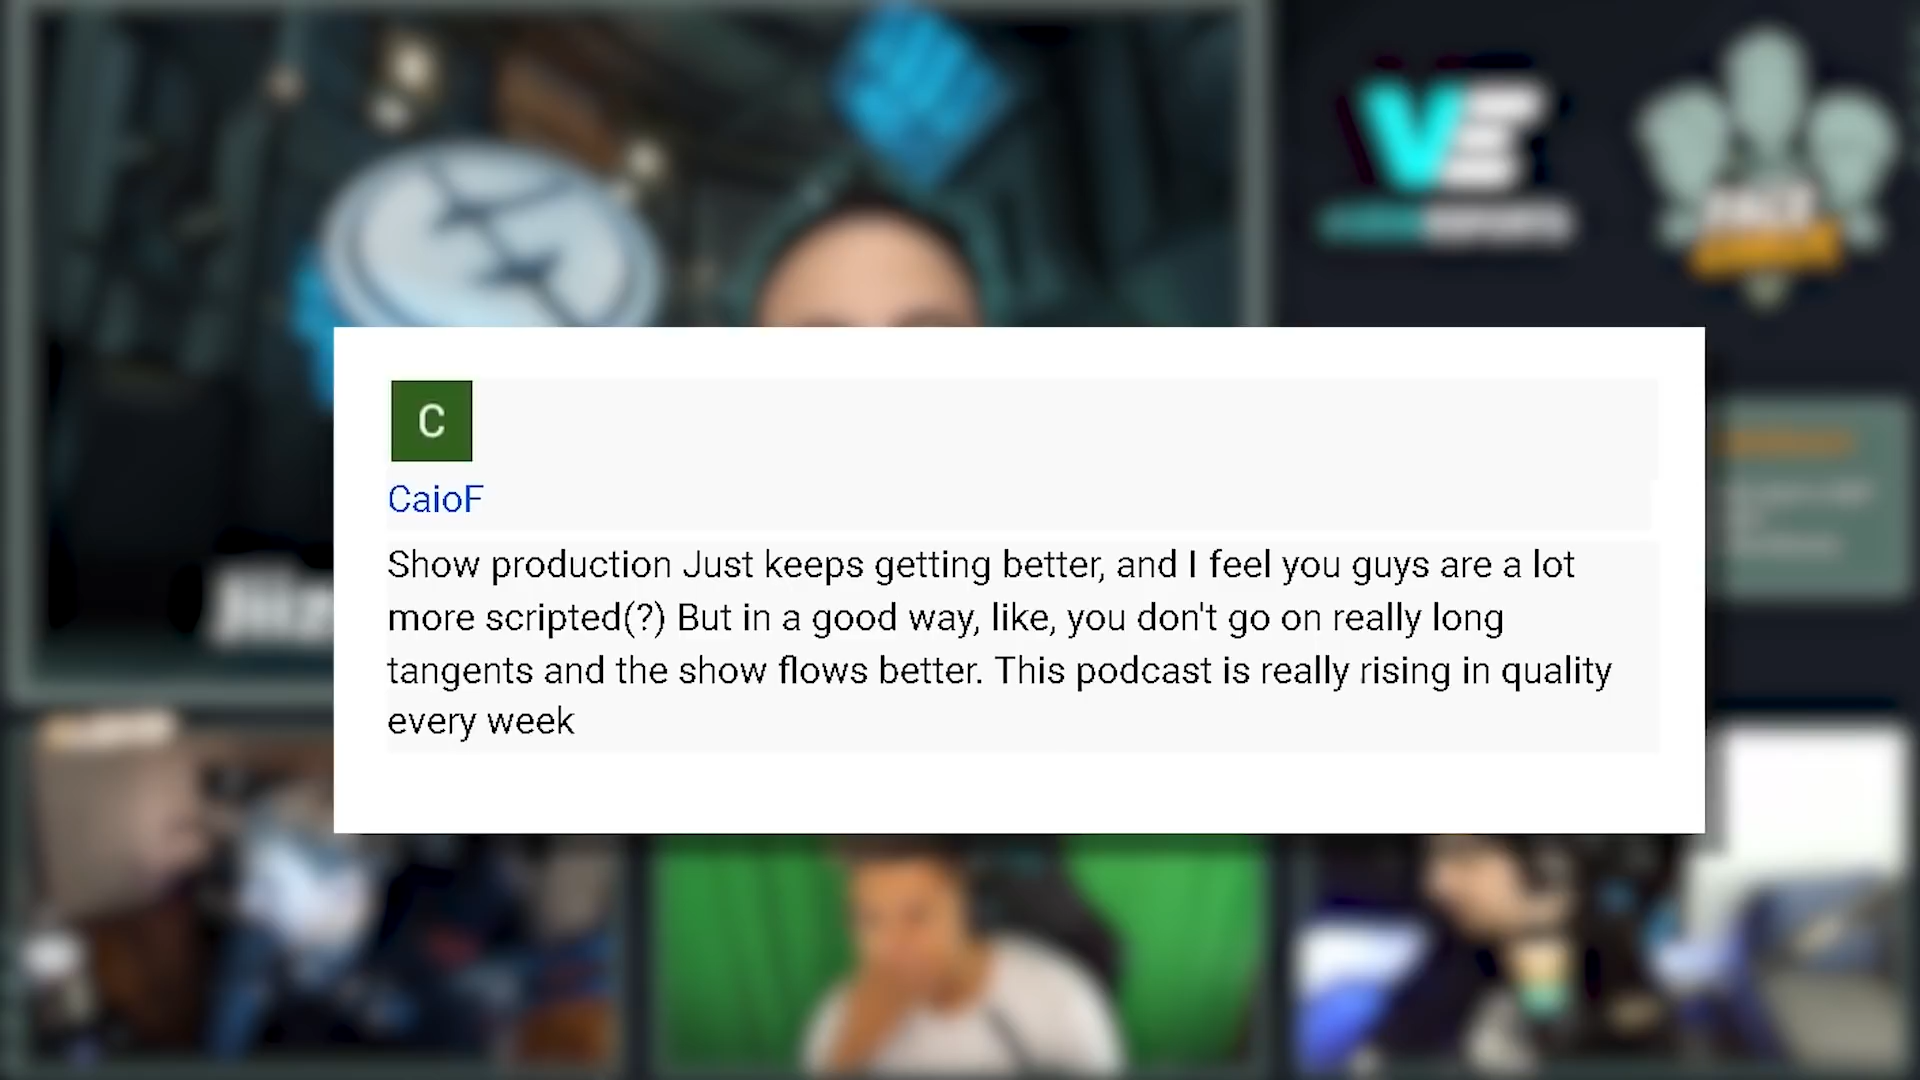 C
CaioF
Show production Just keeps getting better, and I feel you guys are a lot
more scripted(?) But in a good way, like, you don't go on really long
tangents and the show flows better. This podcast is really rising in quality
every week
VE